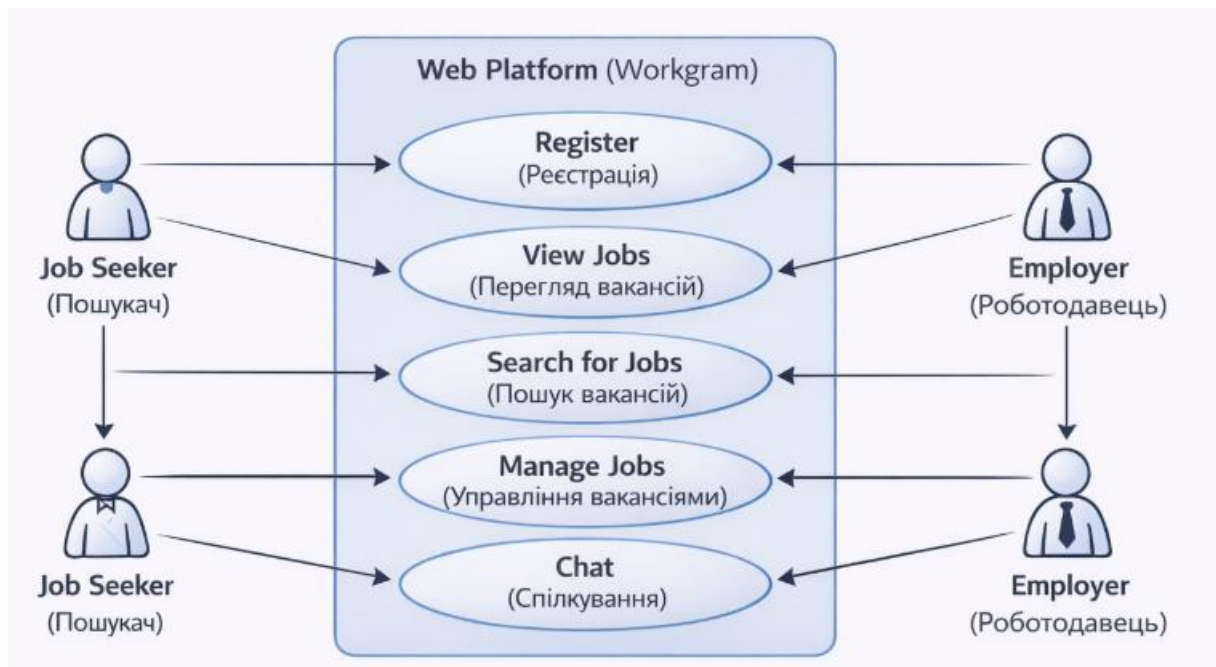 Web Platform (Workgram)
Register
(Реєстрація)
View Jobs
(Перегляд вакансій)
Job Seeker
(Пошукач)
Employer
(Роботодавець)
Search for Jobs
(Пошук вакансій)
Manage Jobs
(Управління вакансіями)
Chat
(Спілкування)
Job Seeker
(Пошукач)
Employer
(Роботодавець)